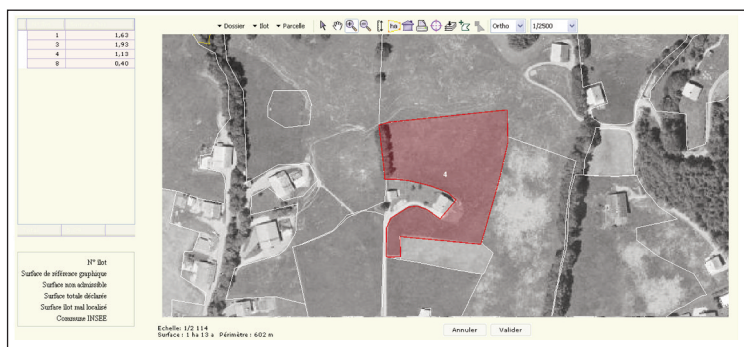 ▾ Dossier ▾ Ilot ▾ Parcelle Ortho 1/2500
1 1,63
3 1,93
4 1,13
8 0,40
4
N° îlot
Surface de référence graphique
Surface non admissible
Surface totale déclarée
Surface îlot mal localisé
Commune INSEE
Echelle: 1/2 114
Surface : 1 ha 13 a Périmètre : 602 m
Annuler Valider